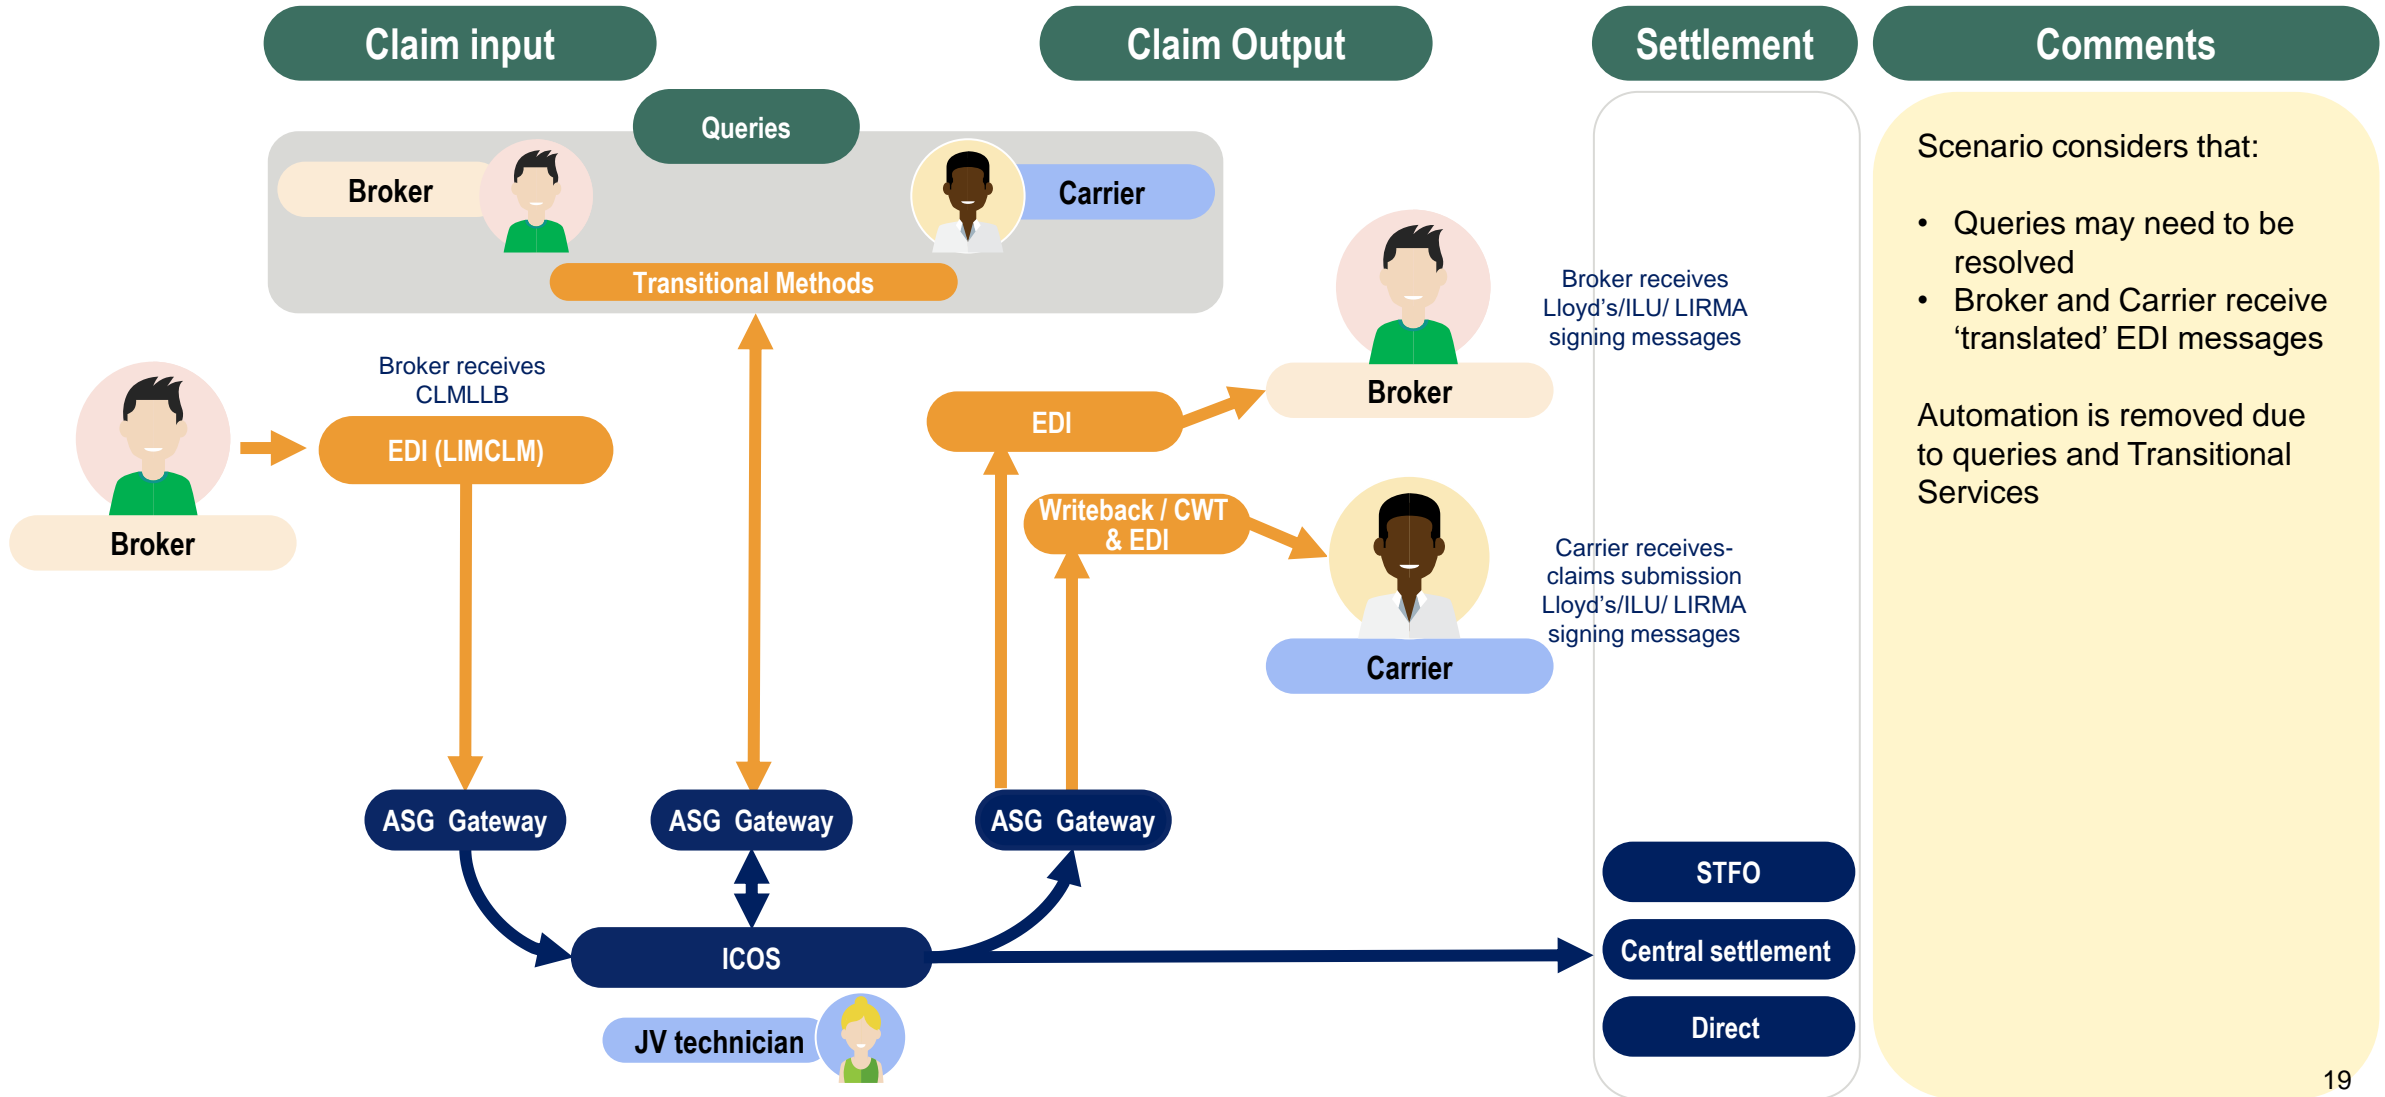 Claim input
Claim Output
Settlement
Comments
Queries
Broker
Carrier
Transitional Methods
Broker receives
CLMLLB
EDI (LIMCLM)
Broker
EDI
Broker
Broker receives
Lloyd’s/ILU/ LIRMA
signing messages
Writeback / CWT
& EDI
Carrier
Carrier receives-
claims submission
Lloyd’s/ILU/ LIRMA
signing messages
ASG  Gateway
ASG  Gateway
ASG  Gateway
ICOS
JV technician
STFO
Central settlement
Direct
Scenario considers that:
• Queries may need to be
resolved
• Broker and Carrier receive
‘translated’ EDI messages
Automation is removed due
to queries and Transitional
Services
19